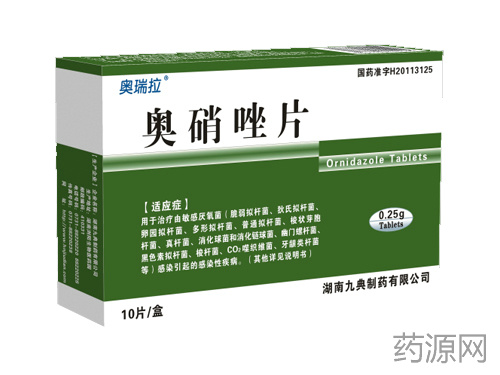 奥瑞拉®
国药准字H20113125
奥硝唑片
Ornidazole Tablets
【适应症】
用于治疗由敏感厌氧菌（脆弱拟杆菌、狄氏拟杆菌、
卵圆拟杆菌、多形拟杆菌、普通拟杆菌、梭状芽胞
杆菌、真杆菌、消化球菌和消化链球菌、幽门螺杆菌、
黑色素拟杆菌、梭杆菌、CO₂噬织维菌、牙龈类杆菌
等）感染引起的感染性疾病。（其他详见说明书）
0.25g
Tablets
10片/盒
湖南九典制药有限公司
药源网